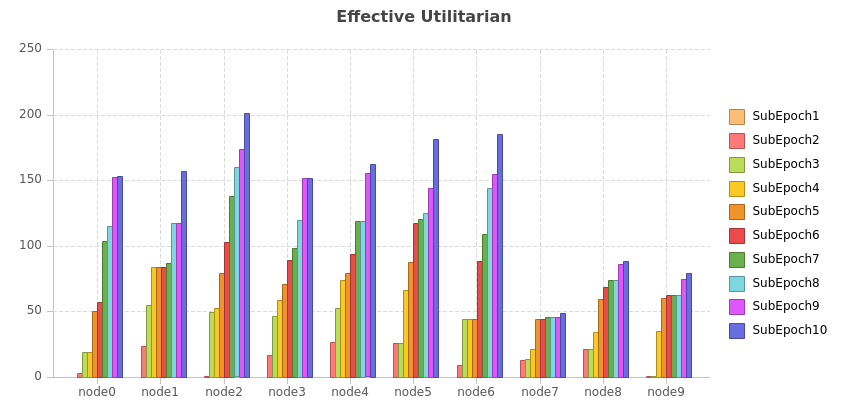 Effective Utilitarian
250
200
150
100
50
0
node0 node1 node2 node3 node4 node5 node6 node7 node8 node9
SubEpoch1
SubEpoch2
SubEpoch3
SubEpoch4
SubEpoch5
SubEpoch6
SubEpoch7
SubEpoch8
SubEpoch9
SubEpoch10